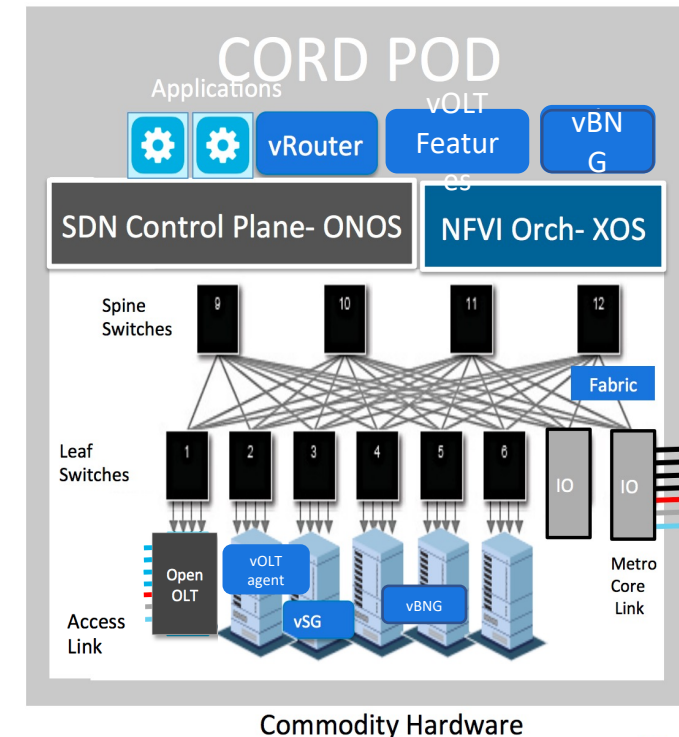 CORD POD
Applications
vRouter
vOLT
Featur
es
vBN
G
SDN Control Plane- ONOS
NFVI Orch- XOS
Spine
Switches
9
10
11
12
Fabric
Leaf
Switches
1
2
3
4
5
6
IO
IO
Open
OLT
vOLT
agent
vSG
vBNG
Metro
Core
Link
Access
Link
Commodity Hardware